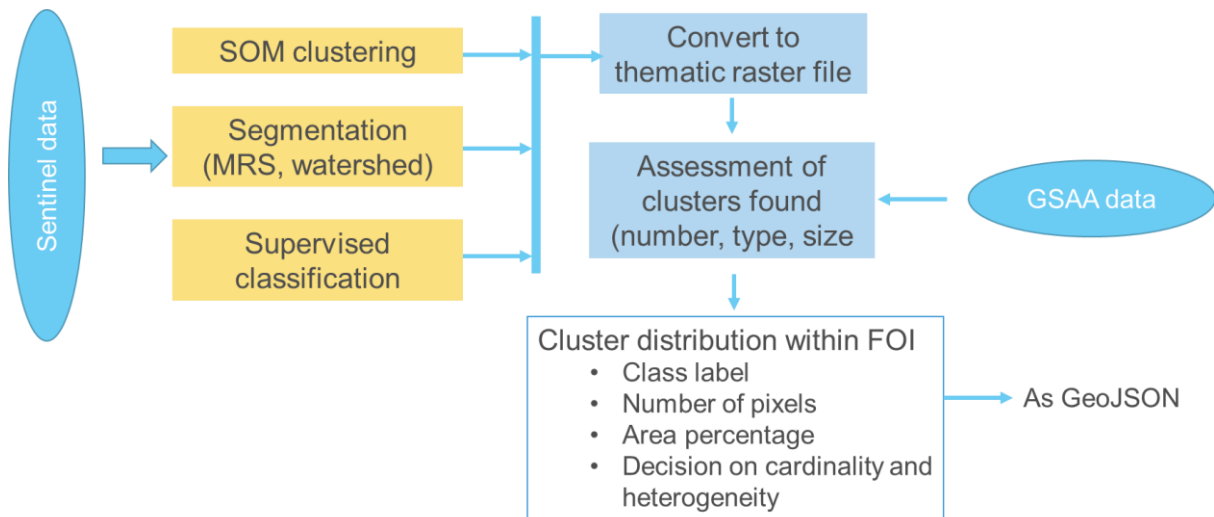 Sentinel data
SOM clustering
Segmentation
(MRS, watershed)
Supervised
classification
Convert to
thematic raster file
Assessment of
clusters found
(number, type, size
GSAA data
Cluster distribution within FOI
• Class label
• Number of pixels
• Area percentage
• Decision on cardinality and
heterogeneity
As GeoJSON